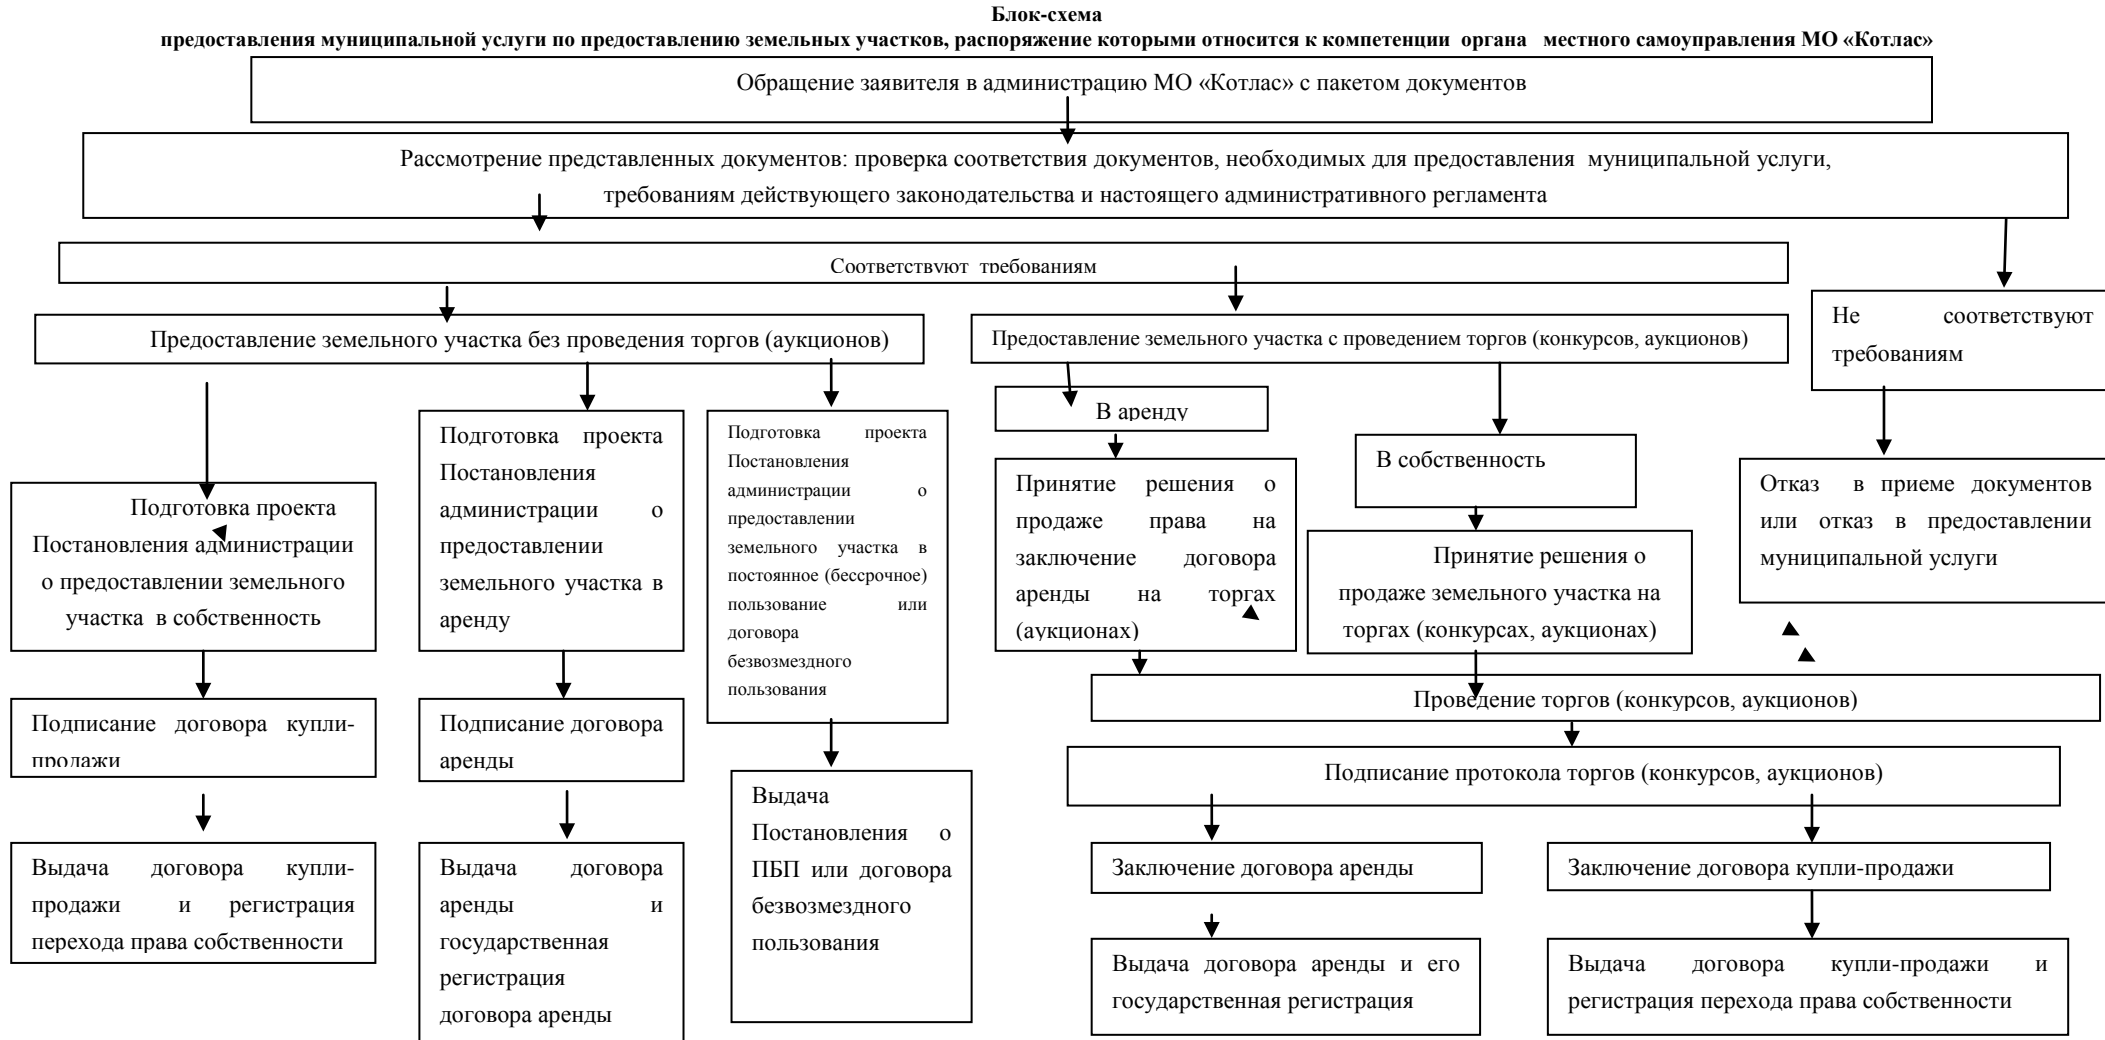 Блок-схема
предоставления муниципальной услуги по предоставлению земельных участков, распоряжение которыми относится к компетенции органа местного самоуправления МО «Котлас»
Обращение заявителя в администрацию МО «Котлас» с пакетом документов
Рассмотрение представленных документов: проверка соответствия документов, необходимых для предоставления муниципальной услуги,
требованиям действующего законодательства и настоящего административного регламента
Соответствуют требованиям
Не соответствуют
требованиям
Предоставление земельного участка без проведения торгов (аукционов)
Предоставление земельного участка с проведением торгов (конкурсов, аукционов)
Подготовка проекта
Постановления администрации
о предоставлении земельного
участка в собственность
Подготовка проекта
Постановления
администрации о
предоставлении
земельного участка в
аренду
Подготовка проекта
Постановления
администрации о
предоставлении
земельного участка в
постоянное (бессрочное)
пользование или
договора
безвозмездного
пользования
В аренду
Принятие решения о
продаже права на
заключение договора
аренды на торгах
(аукционах)
В собственность
Принятие решения о
продаже земельного участка на
торгах (конкурсах, аукционах)
Отказ в приеме документов
или отказ в предоставлении
муниципальной услуги
Подписание договора купли-
продажи
Подписание договора
аренды
Проведение торгов (конкурсов, аукционов)
Подписание протокола торгов (конкурсов, аукционов)
Выдача договора купли-
продажи и регистрация
перехода права собственности
Выдача договора
аренды и
государственная
регистрация
договора аренды
Выдача
Постановления о
ПБП или договора
безвозмездного
пользования
Заключение договора аренды
Заключение договора купли-продажи
Выдача договора аренды и его
государственная регистрация
Выдача договора купли-продажи и
регистрация перехода права собственности